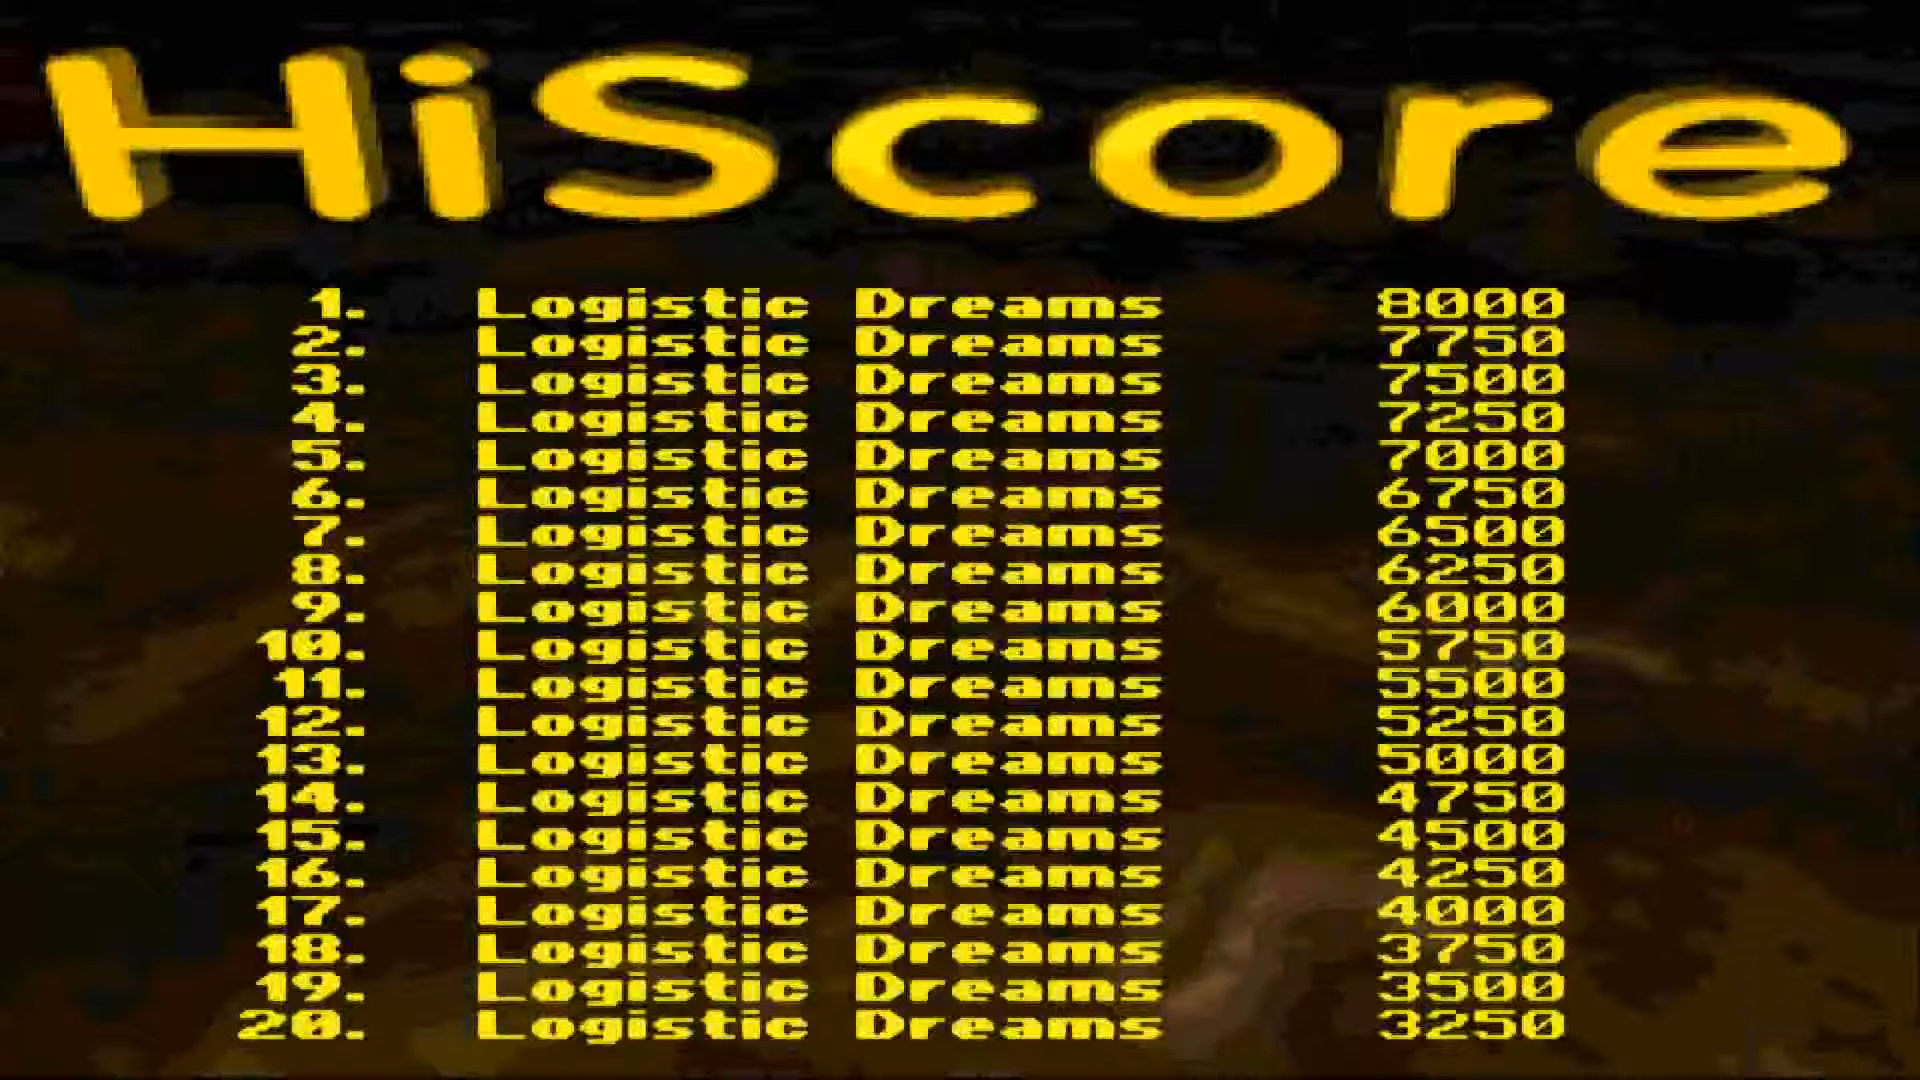 HiScore
1. Logistic Dreams 8000
2. Logistic Dreams 7750
3. Logistic Dreams 7500
4. Logistic Dreams 7250
5. Logistic Dreams 7000
6. Logistic Dreams 6750
7. Logistic Dreams 6500
8. Logistic Dreams 6250
9. Logistic Dreams 6000
10. Logistic Dreams 5750
11. Logistic Dreams 5500
12. Logistic Dreams 5250
13. Logistic Dreams 5000
14. Logistic Dreams 4750
15. Logistic Dreams 4500
16. Logistic Dreams 4250
17. Logistic Dreams 4000
18. Logistic Dreams 3750
19. Logistic Dreams 3500
20. Logistic Dreams 3250